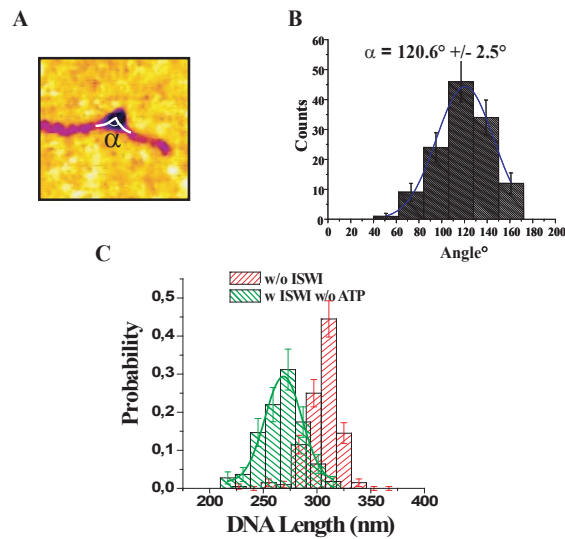 A
α
B
α = 120.6° +/- 2.5°
60
50
40
30
20
10
0
Counts
0 20 40 60 80 100 120 140 160 180 200
Angle°
C
w/o ISWI
w ISWI w/o ATP
0,5
0,4
0,3
0,2
0,1
0,0
Probability
200 250 300 350 400
DNA Length (nm)